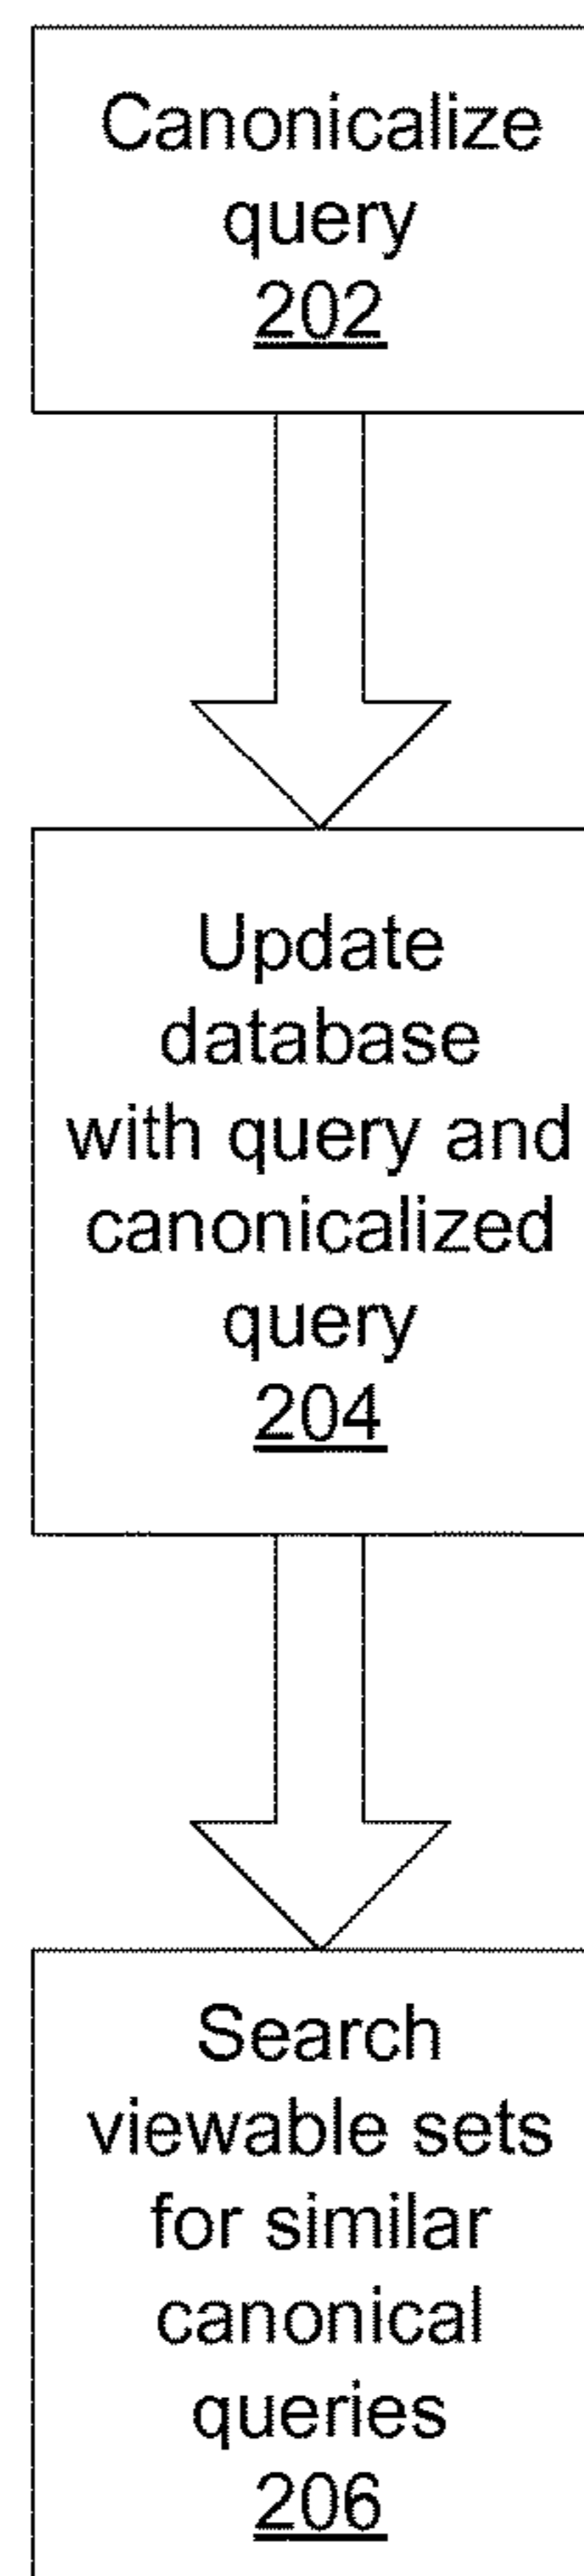 Canonicalize
query
202
Update
database
with query and
canonicalized
query
204
Search
viewable sets
for similar
canonical
queries
206